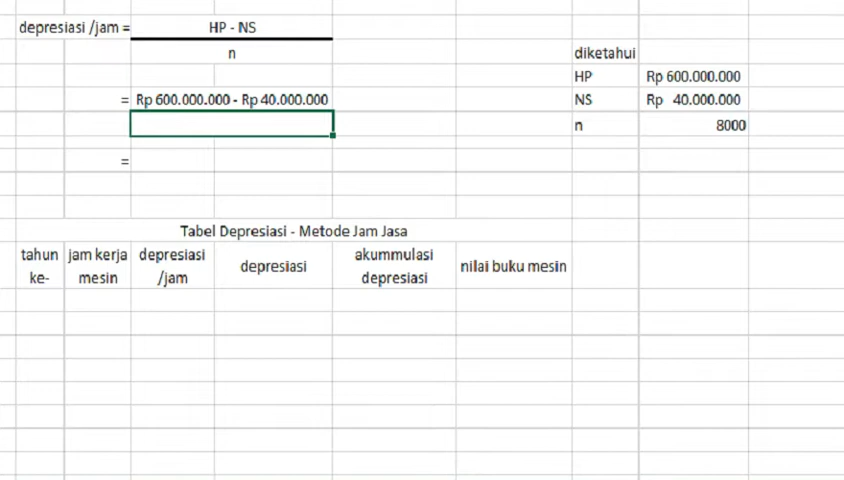 depresiasi /jam = HP - NS
n
diketahui
HP Rp 600.000.000
= Rp 600.000.000 - Rp 40.000.000
NS Rp 40.000.000
n 8000
=
Tabel Depresiasi - Metode Jam Jasa
tahun ke-
jam kerja mesin
depresiasi /jam
depresiasi
akummulasi depresiasi
nilai buku mesin